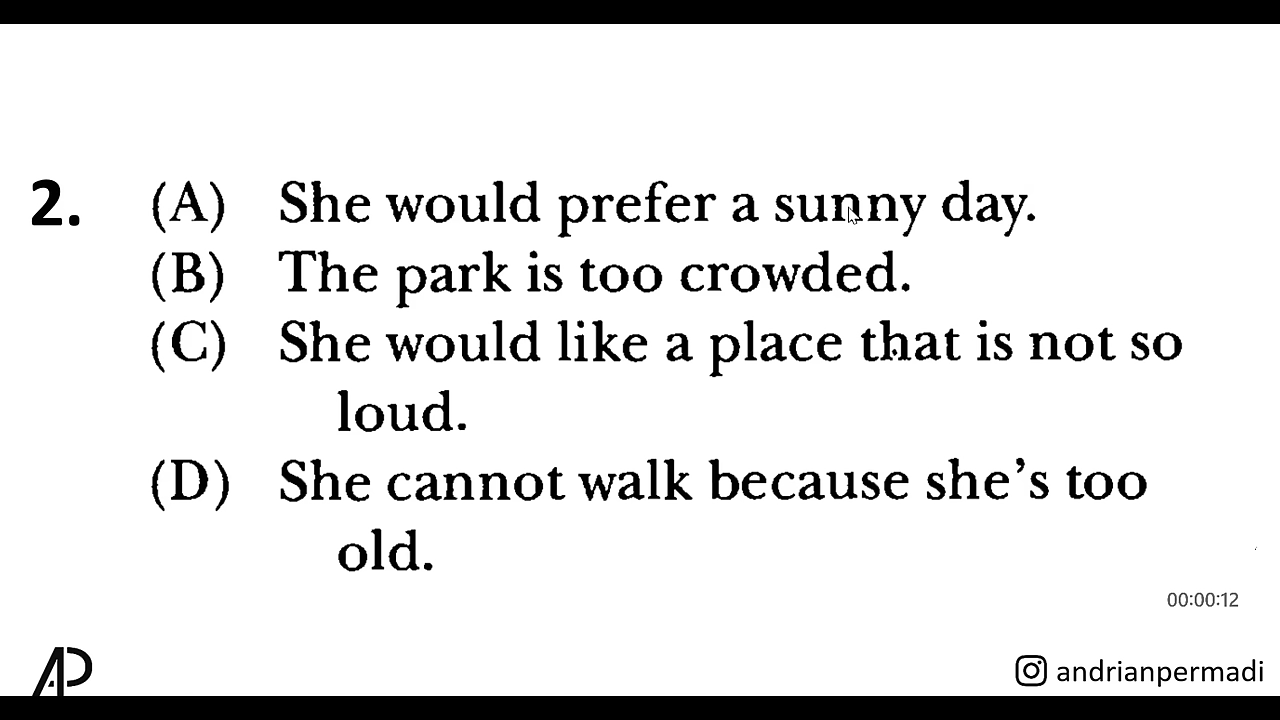 2. (A) She would prefer a sunny day.
(B) The park is too crowded.
(C) She would like a place that is not so
loud.
(D) She cannot walk because she's too
old.
00:00:12
AP
andrianpermadi